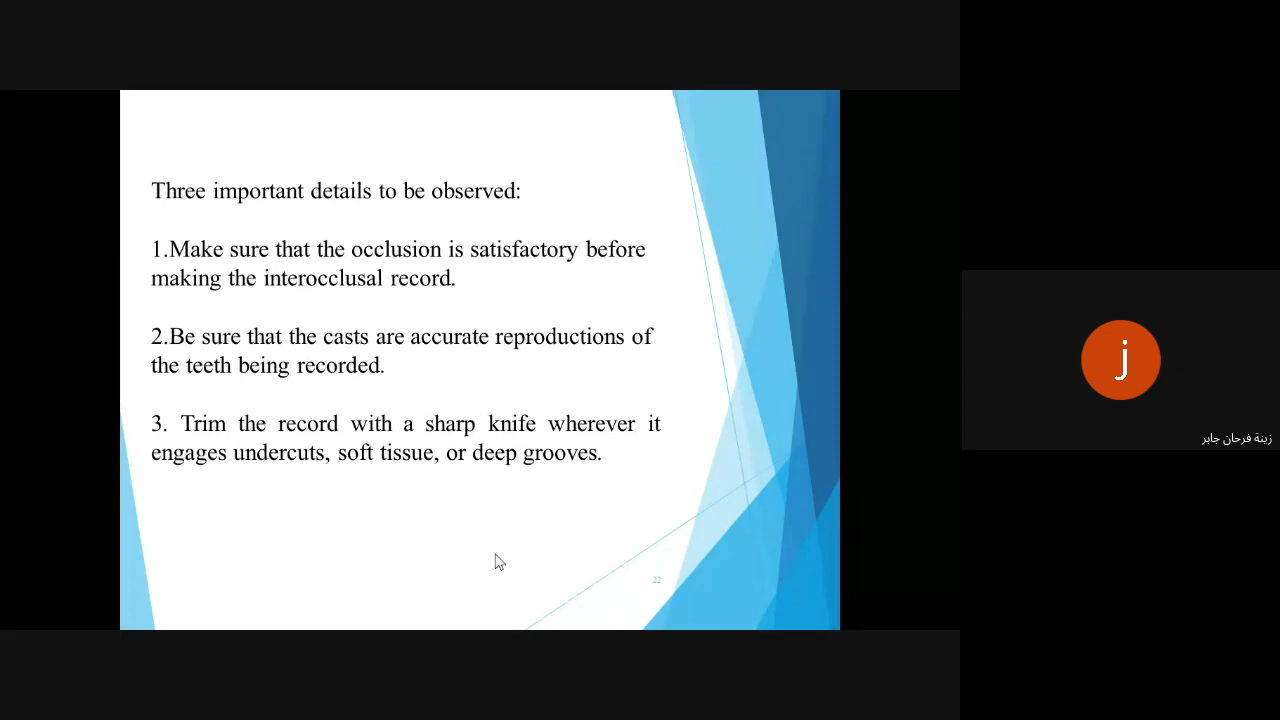 Three important details to be observed:
1.Make sure that the occlusion is satisfactory before
making the interocclusal record.
2.Be sure that the casts are accurate reproductions of
the teeth being recorded.
3. Trim the record with a sharp knife wherever it
engages undercuts, soft tissue, or deep grooves.
22
j
زينة فرحان جابر